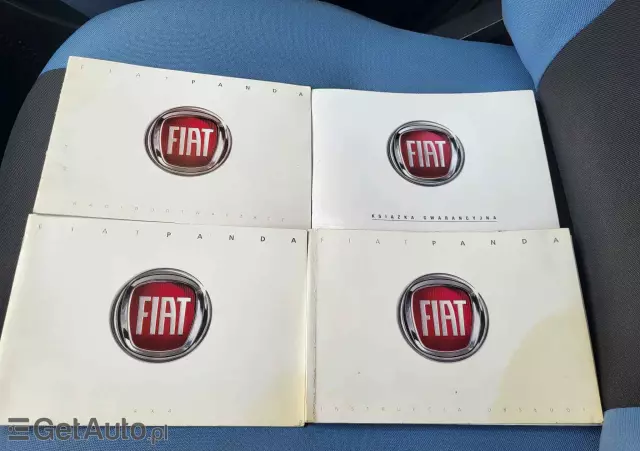 FIAT PANDA
FIAT
FIAT
KSIĄŻKA GWARANCYJNA
FIAT PANDA
FIAT
FIAT PANDA
FIAT
INSTRUKCJA OBSŁUGI
GetAuto.pl